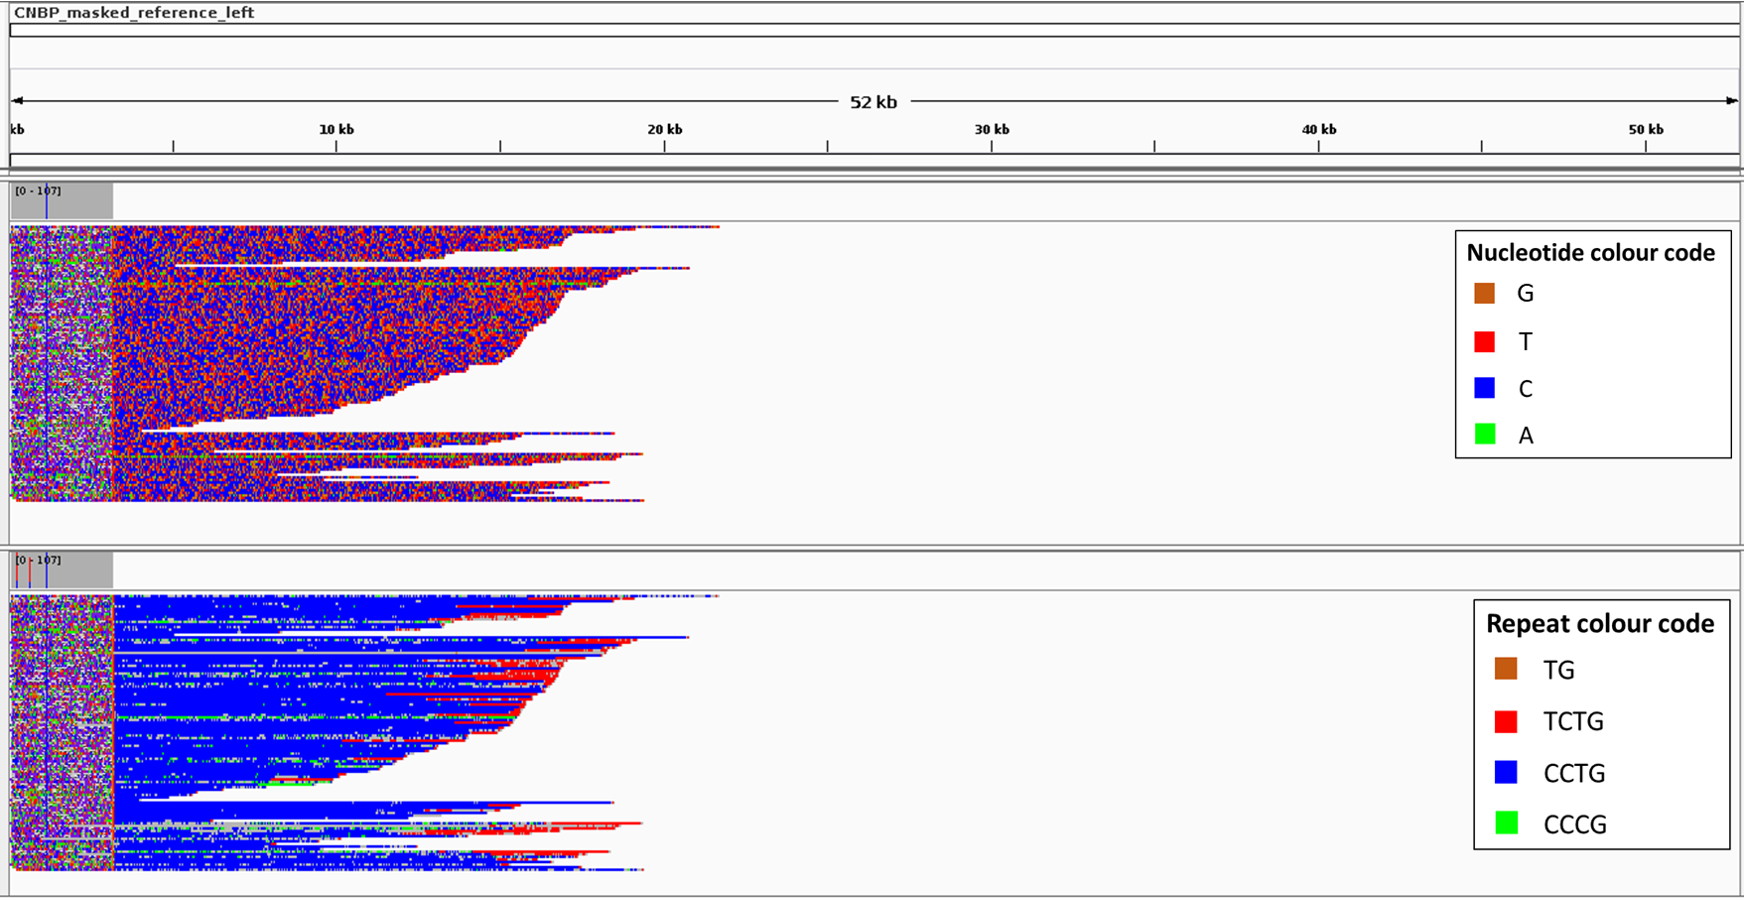 CNBP_masked_reference_left
52 kb
kb 10 kb 20 kb 30 kb 40 kb 50 kb
[0 - 107]
Nucleotide colour code
G
T
C
A
[0 - 107]
Repeat colour code
TG
TCTG
CCTG
CCCG